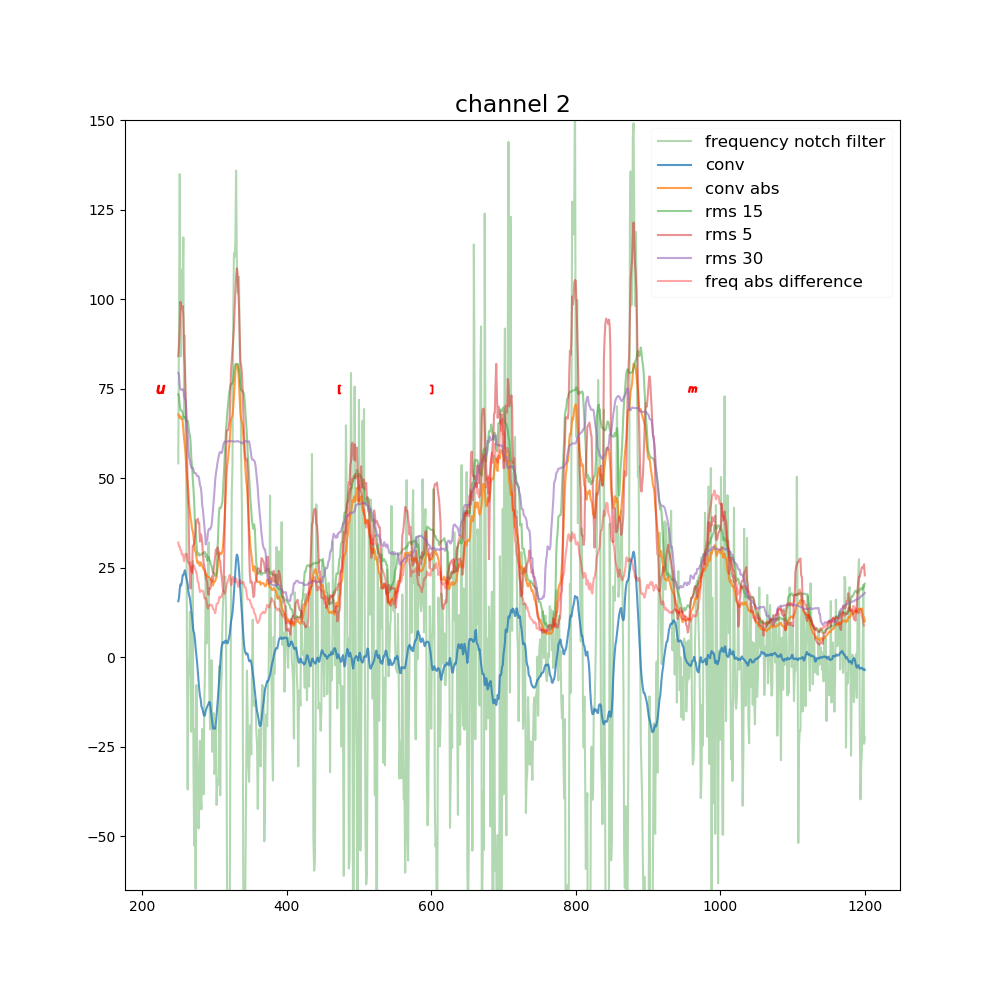 channel 2
150
125
100
75
50
25
0
−25
−50
frequency notch filter
conv
conv abs
rms 15
rms 5
rms 30
freq abs difference
u [ ] m
200 400 600 800 1000 1200